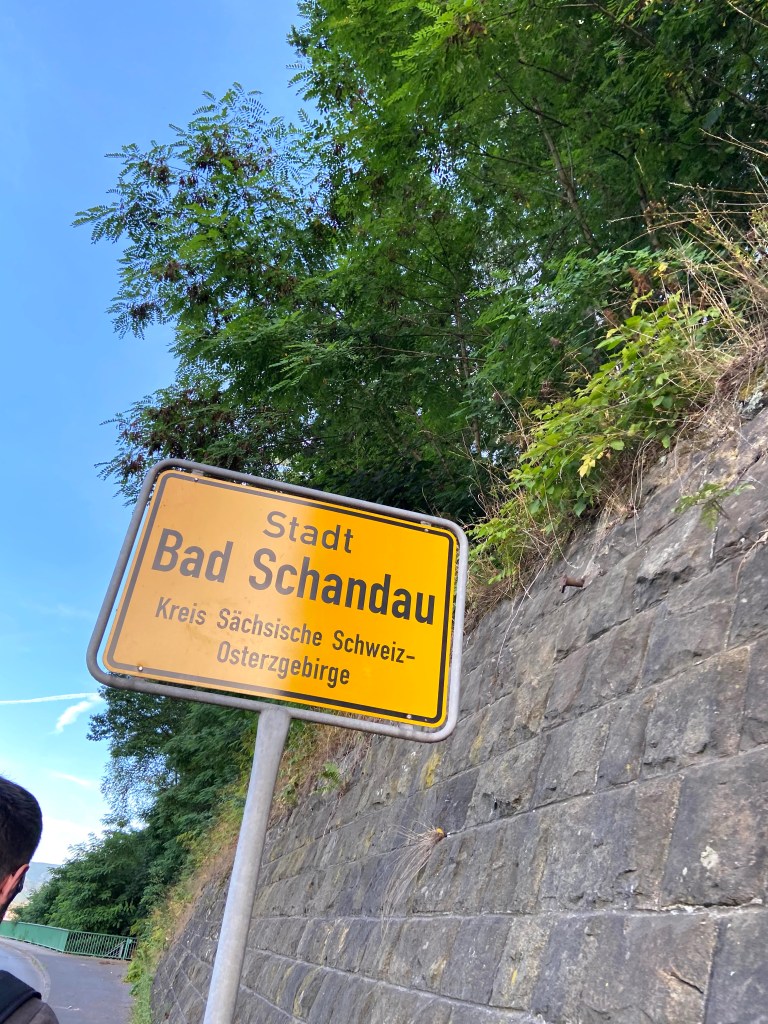 Stadt
Bad Schandau
Kreis Sächsische Schweiz-
Osterzgebirge